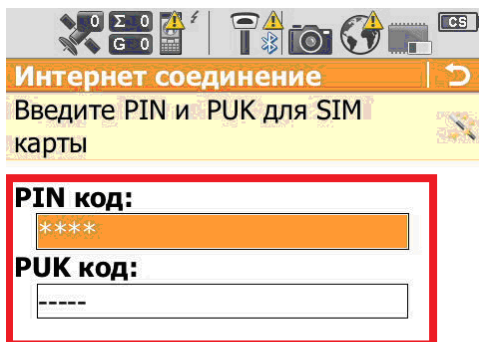 0 Σ 0
G 0
CS
Интернет соединение
Введите PIN и PUK для SIM
карты
PIN код:
****
PUK код:
-----